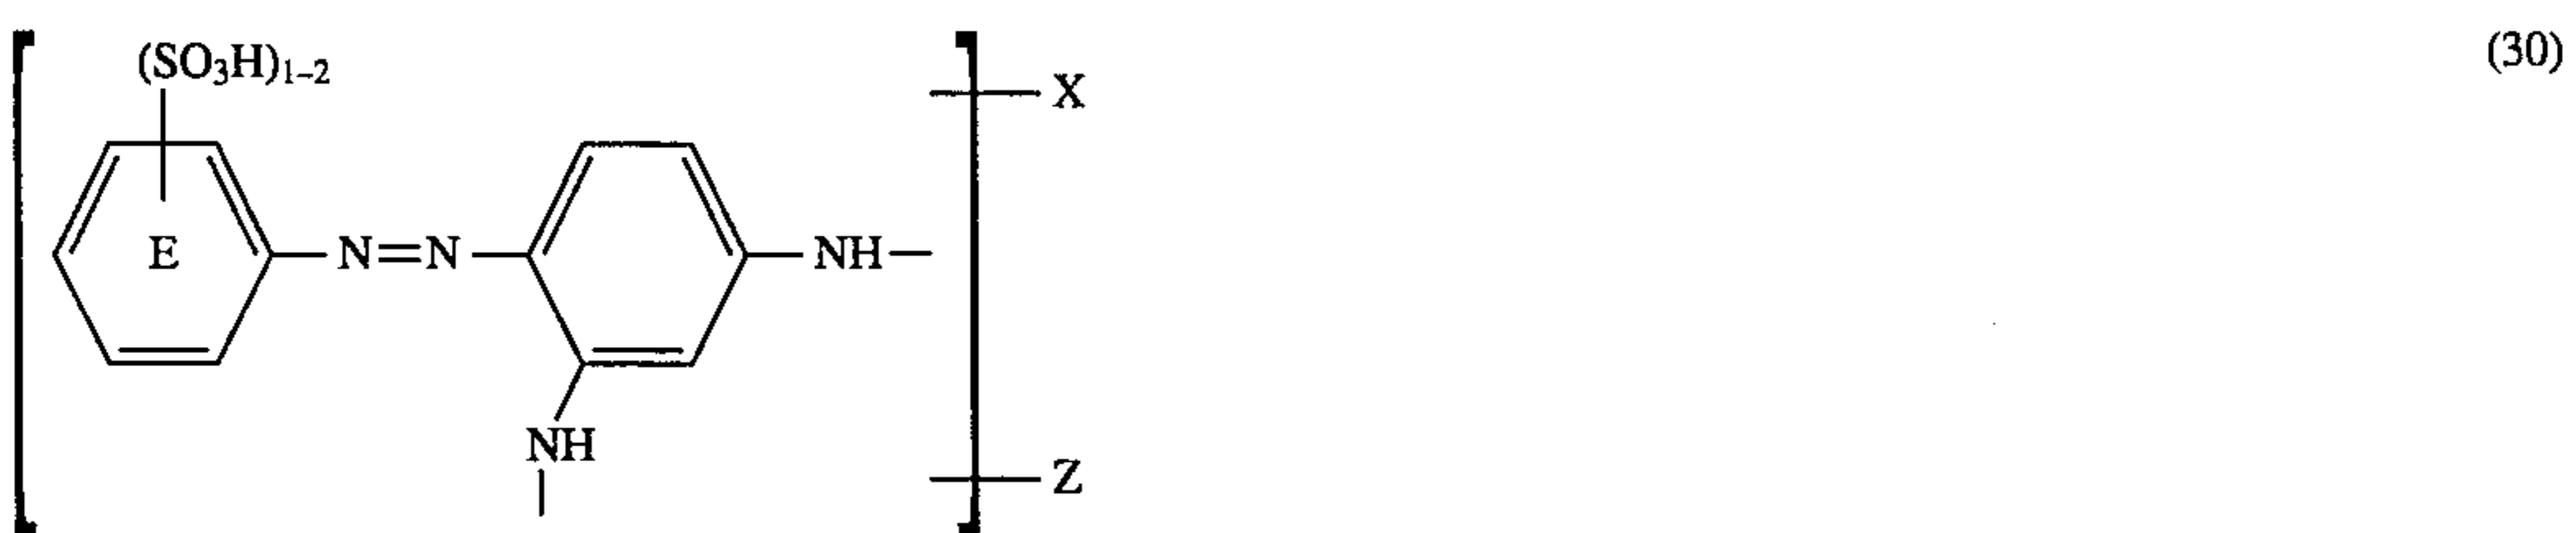 (SO3H)1-2
(30)
X
E
N=N
NH
NH
Z